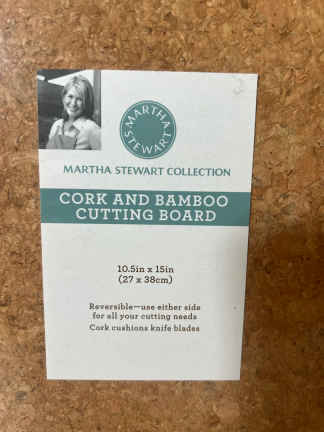 MARTHA
STEWART
MARTHA STEWART COLLECTION
CORK AND BAMBOO
CUTTING BOARD
10.5in x 15in
(27 x 38cm)
Reversible—use either side
for all your cutting needs
Cork cushions knife blades